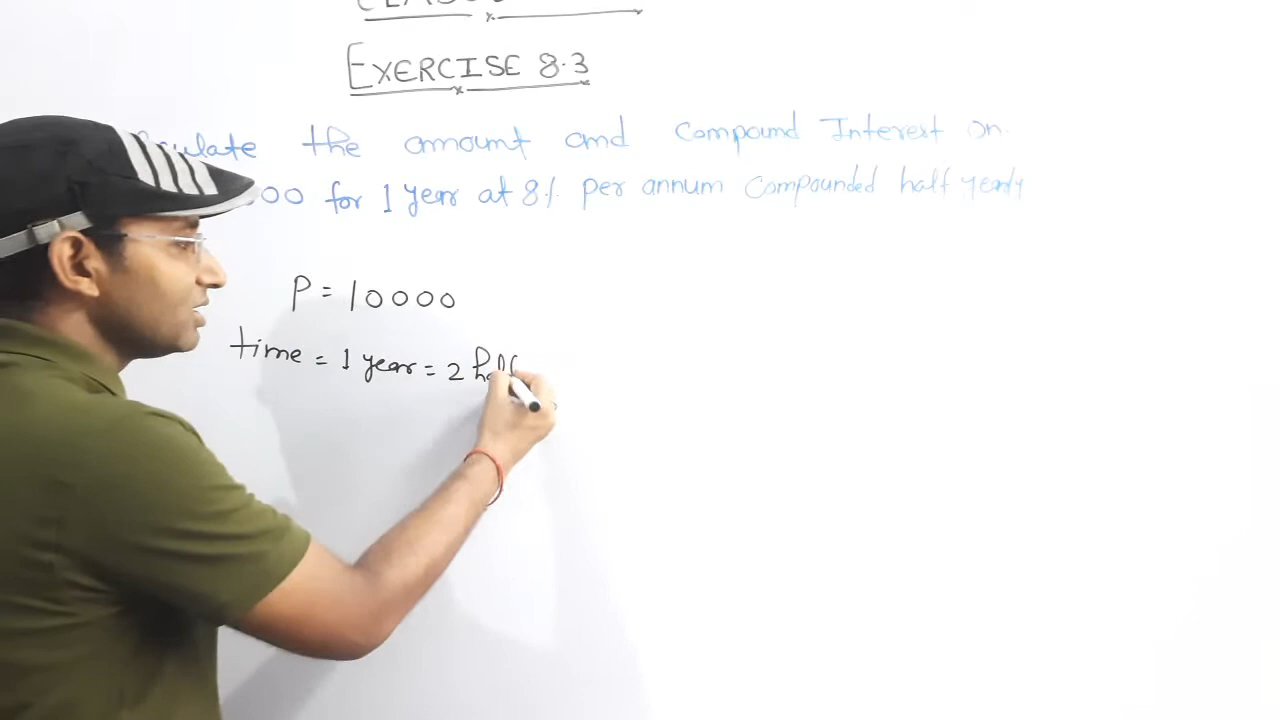 EXERCISE 8.3
the amount and Compound Interest on
for 1 year at 8% per annum Compounded half yearly
P = 10000
time = 1 year = 2 half